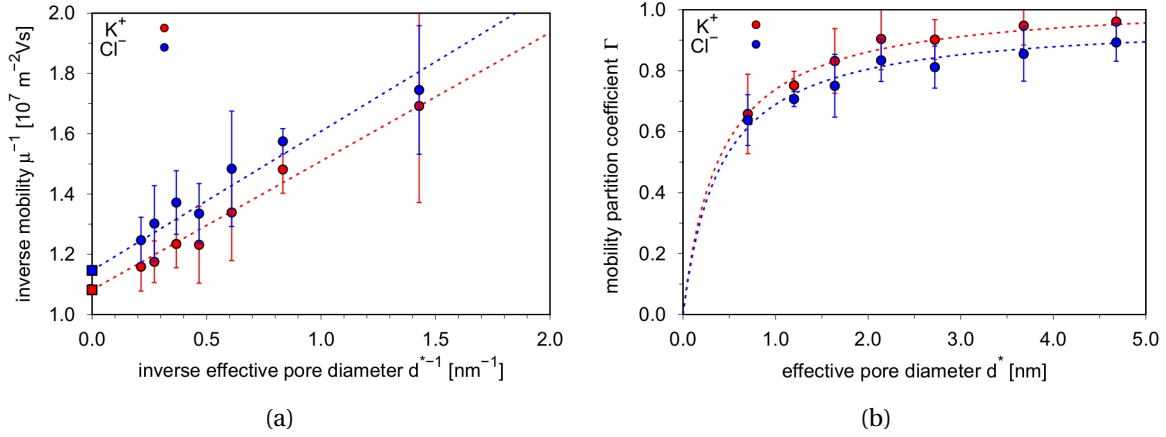 K⁺
Cl⁻
2.0
1.8
1.6
1.4
1.2
1.0
inverse mobility μ⁻¹ [10⁷ m⁻²Vs]
0.0 0.5 1.0 1.5 2.0
inverse effective pore diameter d*⁻¹ [nm⁻¹]
(a)
K⁺
Cl⁻
1.0
0.8
0.6
0.4
0.2
0.0
mobility partition coefficient Γ
0.0 1.0 2.0 3.0 4.0 5.0
effective pore diameter d* [nm]
(b)